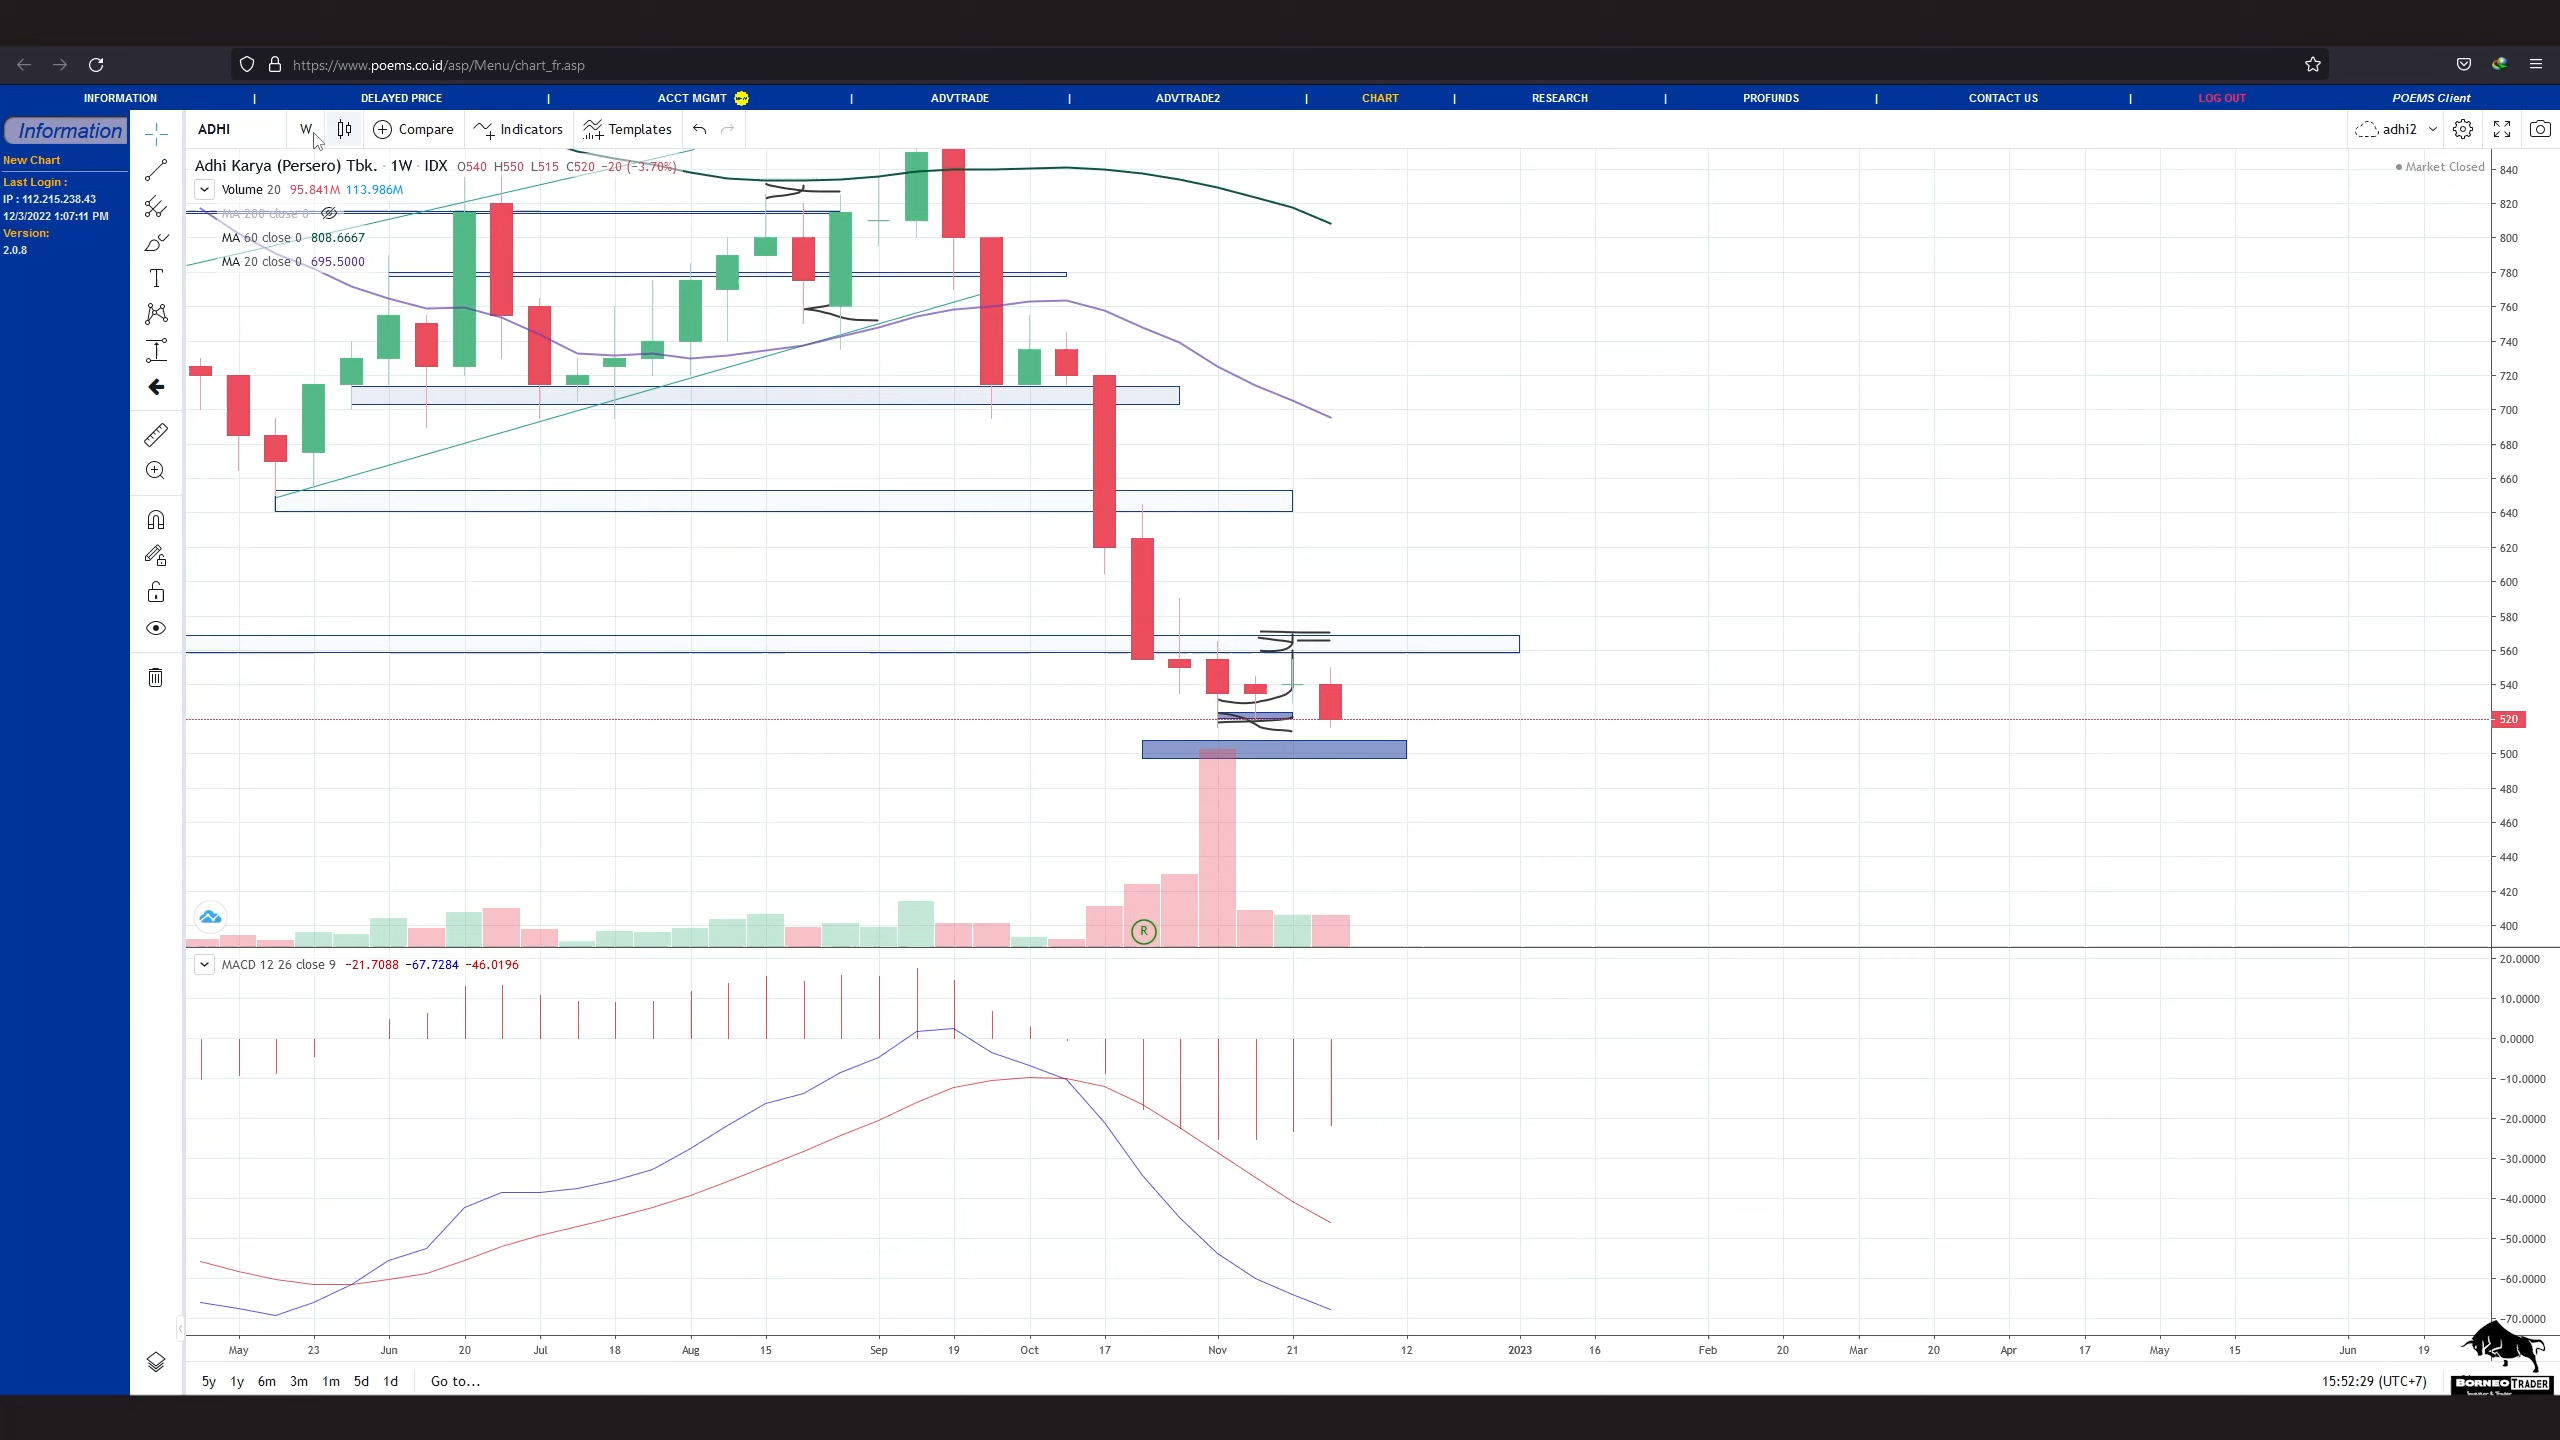 https://www.poems.co.id/asp/Menu/chart_fr.asp
INFORMATION | DELAYED PRICE | ACCT MGMT | ADVTRADE | ADVTRADE2 | CHART | RESEARCH | PROFUNDS | CONTACT US | LOG OUT POEMS Client
Information
ADHI W Compare Indicators Templates adhi2
New Chart
Last Login :
IP : 112.215.238.43
12/3/2022 1:07:11 PM
Version:
2.0.8
Adhi Karya (Persero) Tbk. · 1W · IDX O540 H550 L515 C520 −20 (−3.70%)
Market Closed
Volume 20 95.841M 113.986M
MA 200 close 0
MA 60 close 0 808.6667
MA 20 close 0 695.5000
840
820
800
780
760
740
720
700
680
660
640
620
600
580
560
540
520
500
480
460
440
420
400
R
MACD 12 26 close 9 −21.7088 −67.7284 −46.0196
20.0000
10.0000
0.0000
−10.0000
−20.0000
−30.0000
−40.0000
−50.0000
−60.0000
−70.0000
May 23 Jun 20 Jul 18 Aug 15 Sep 19 Oct 17 Nov 21 12 2023 16 Feb 20 Mar 20 Apr 17 May 15 Jun 19
5y 1y 6m 3m 1m 5d 1d Go to...
15:52:29 (UTC+7)
BORNEO TRADER